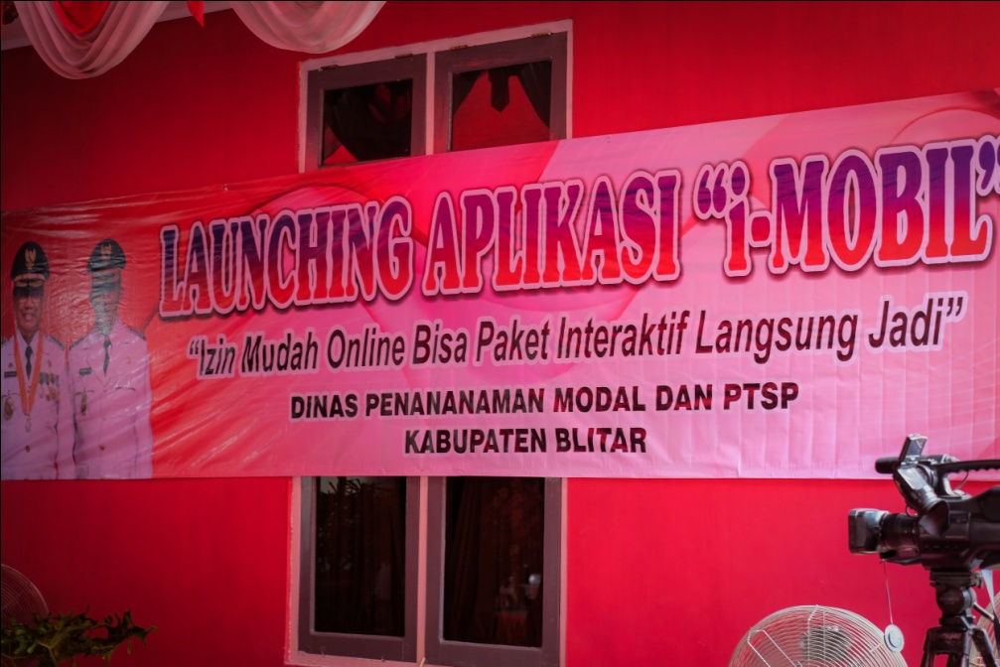 LAUNCHING APLIKASI "i-MOBIL"
"Izin Mudah Online Bisa Paket Interaktif Langsung Jadi"
DINAS PENANANAMAN MODAL DAN PTSP
KABUPATEN BLITAR